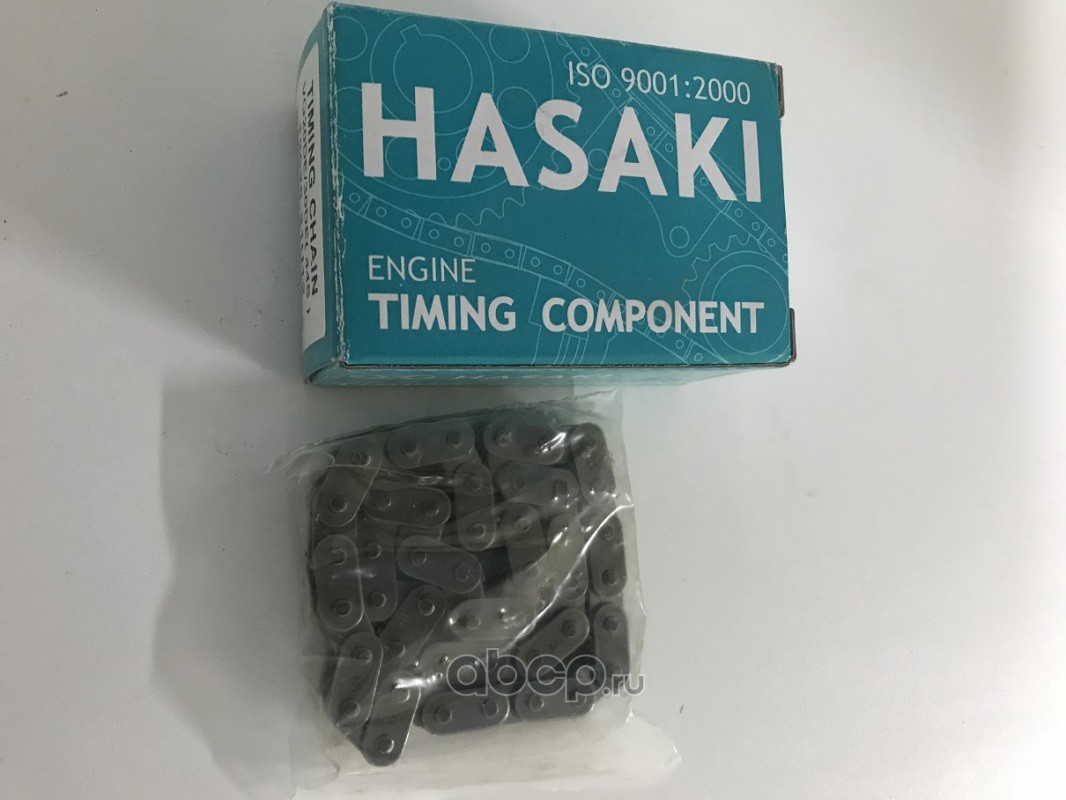 ISO 9001:2000
HASAKI
ENGINE
TIMING COMPONENT
TIMING CHAIN
abcp.ru